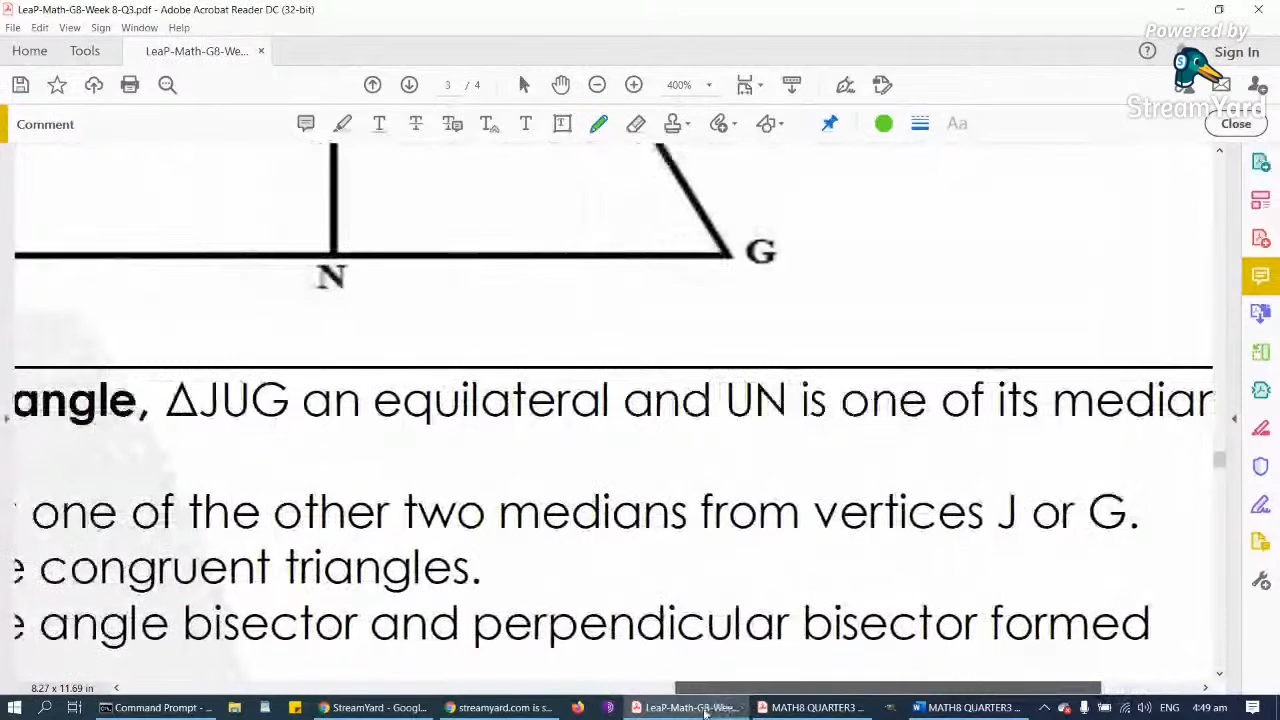 LeaP-Math-G8-Week 8-Q3.pdf - Adobe Acrobat Reader DC (32-bit)
File Edit View Sign Window Help
Powered by
StreamYard
Home Tools LeaP-Math-G8-We... × Sign In
3 / 400%
Comment Close
N
G
angle, ΔJUG an equilateral and UN is one of its median
one of the other two medians from vertices J or G.
e congruent triangles.
e angle bisector and perpendicular bisector formed
8.27 x 11.69 in
Command Prompt - ... StreamYard - Googl... streamyard.com is s... LeaP-Math-G8-We... MATH8 QUARTER3 ... MATH8 QUARTER3 ... 4:49 am